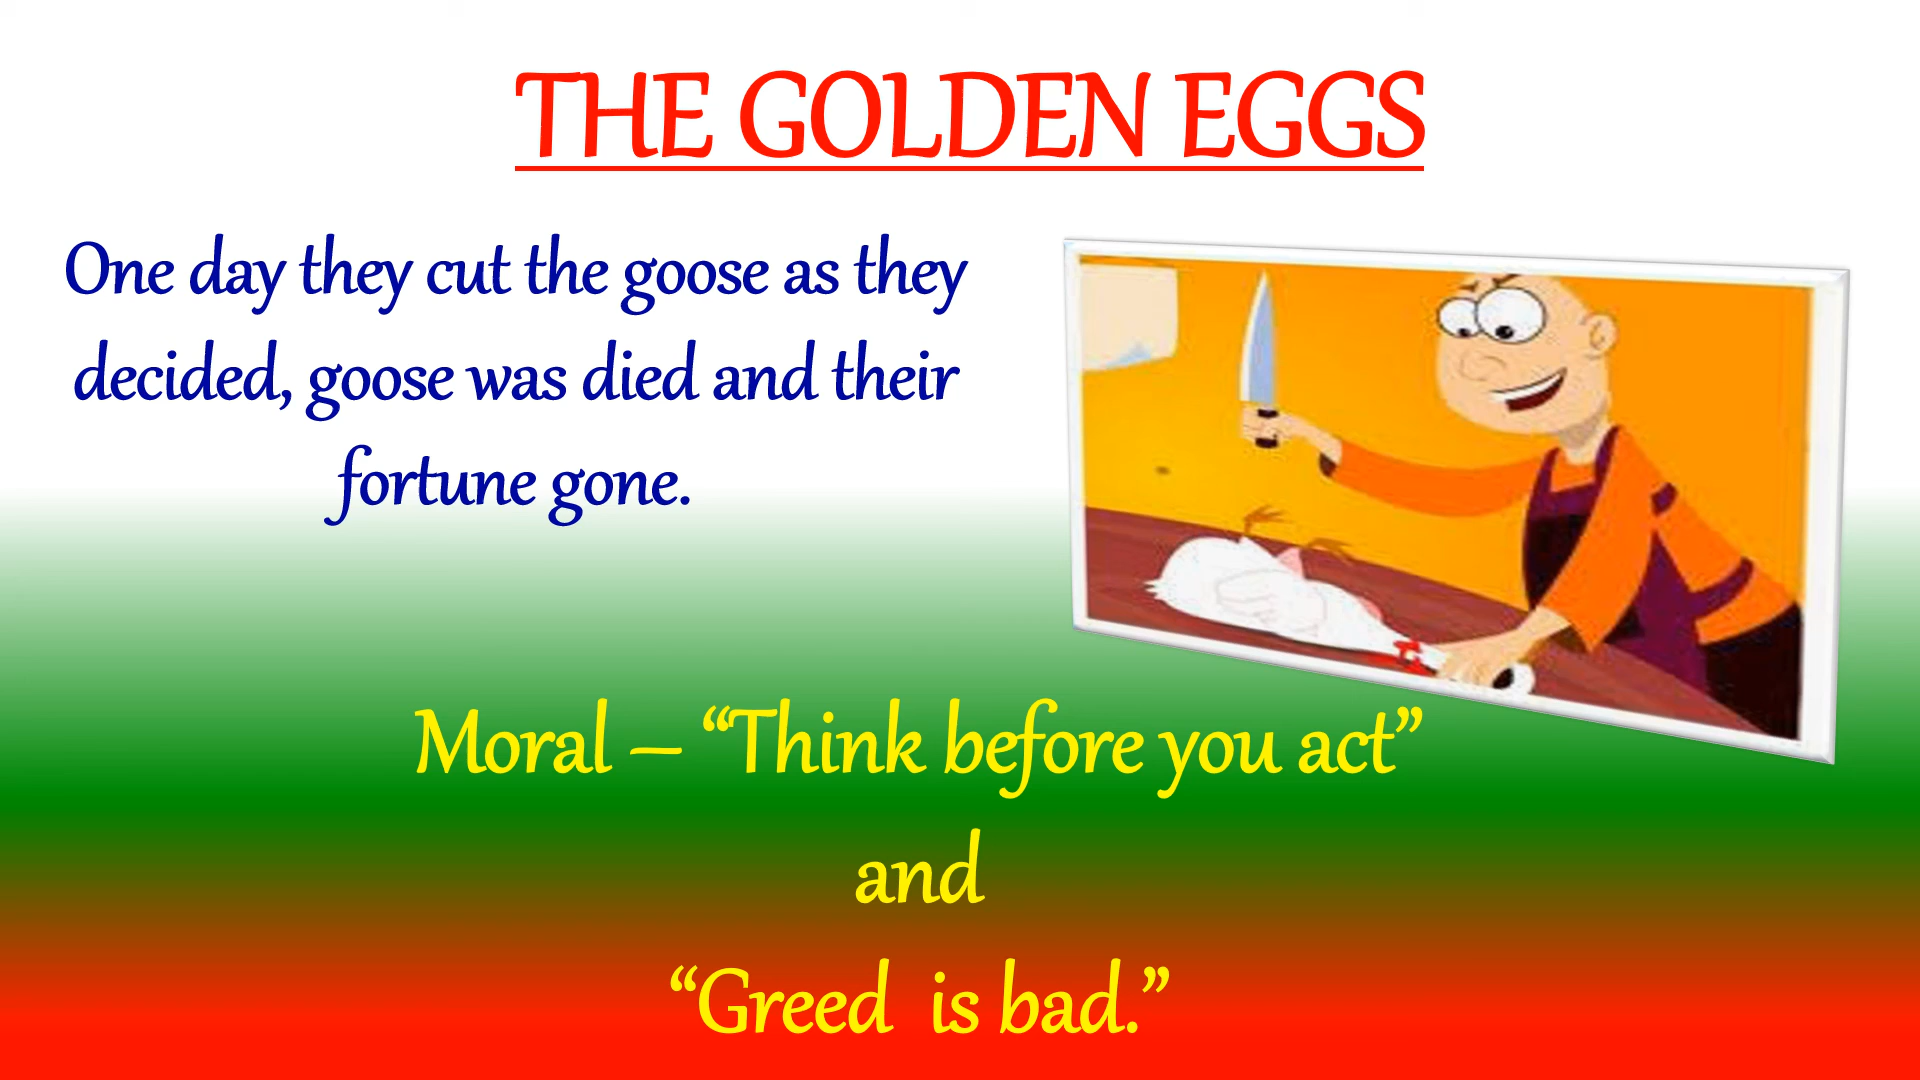 THE GOLDEN EGGS
One day they cut the goose as they
decided, goose was died and their
fortune gone.
Moral – “Think before you act”
and
“Greed  is bad.”